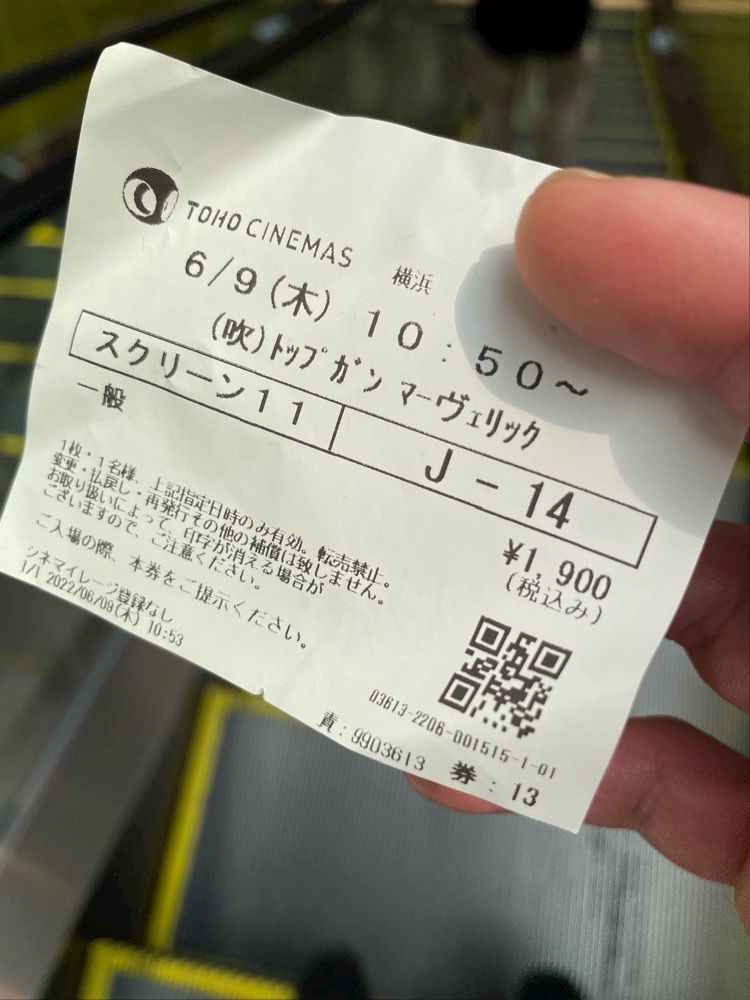 TOHO CINEMAS 横浜
6/9(木) 10:50～
(吹)トップガン マーヴェリック
スクリーン11 J-14
一般
¥1,900
(税込み)
1枚・1名様、上記指定日時のみ有効。転売禁止。
変更・払戻し・再発行その他の補償は致しません。
お取り扱いによって、印字が消える場合が
ございますので、ご注意ください。
ご入場の際、本券をご提示ください。
シネマイレージ登録なし
1/1 2022/06/09(木) 10:53
03613-2206-001515-1-01
責:9903613 券:13